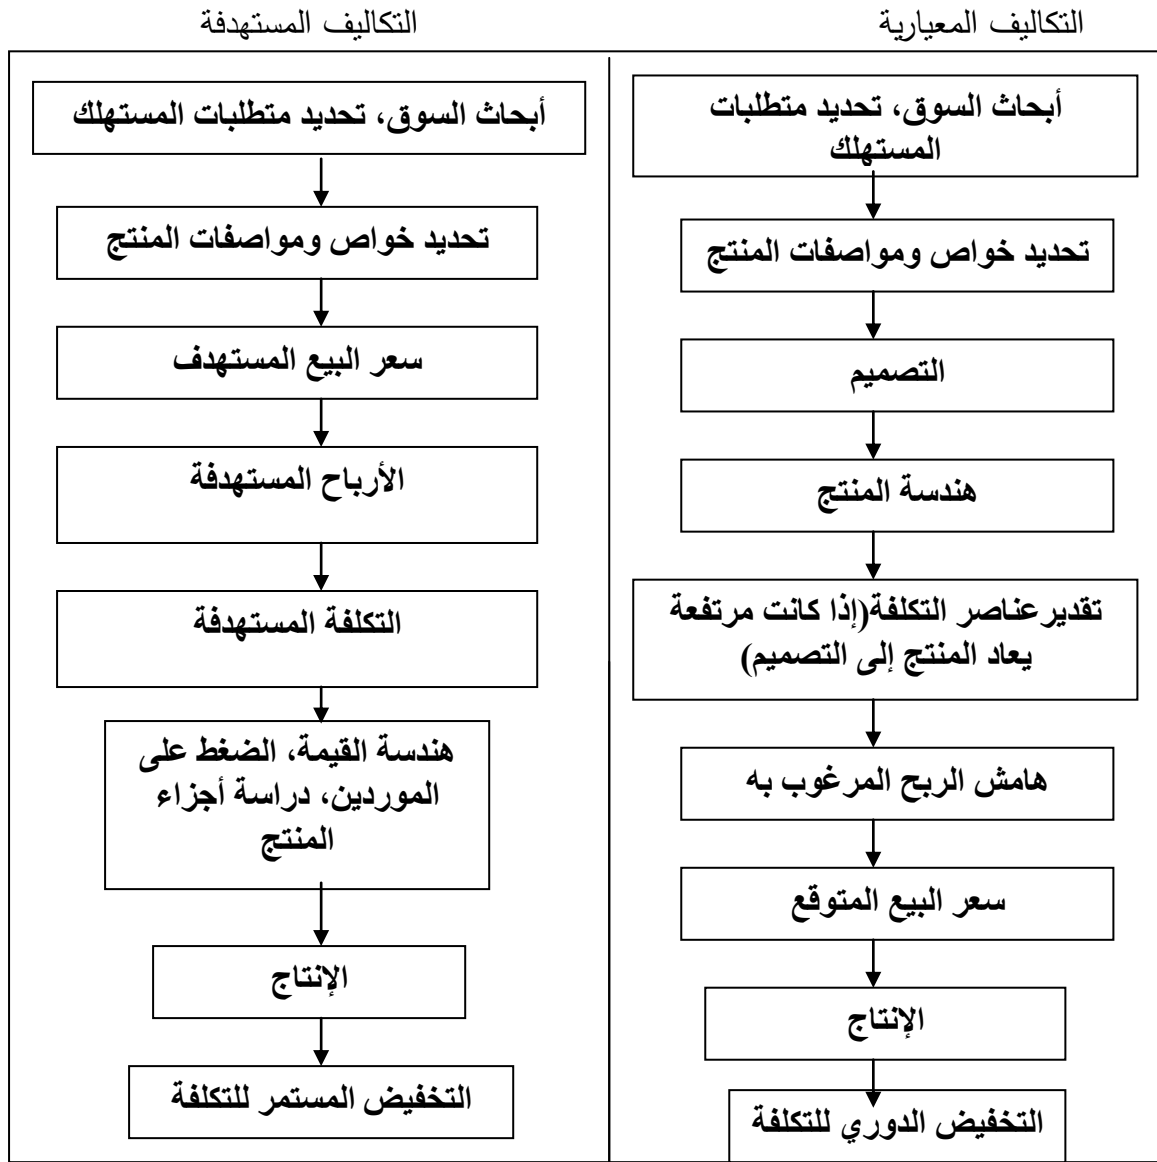 التكاليف المعيارية
أبحاث السوق، تحديد متطلبات
المستهلك
تحديد خواص ومواصفات المنتج
التصميم
هندسة المنتج
تقديرعناصر التكلفة(إذا كانت مرتفعة
يعاد المنتج إلى التصميم)
هامش الربح المرغوب به
سعر البيع المتوقع
الإنتاج
التخفيض الدوري للتكلفة
التكاليف المستهدفة
أبحاث السوق، تحديد متطلبات المستهلك
تحديد خواص ومواصفات المنتج
سعر البيع المستهدف
الأرباح المستهدفة
التكلفة المستهدفة
هندسة القيمة، الضغط على
الموردين، دراسة أجزاء
المنتج
الإنتاج
التخفيض المستمر للتكلفة